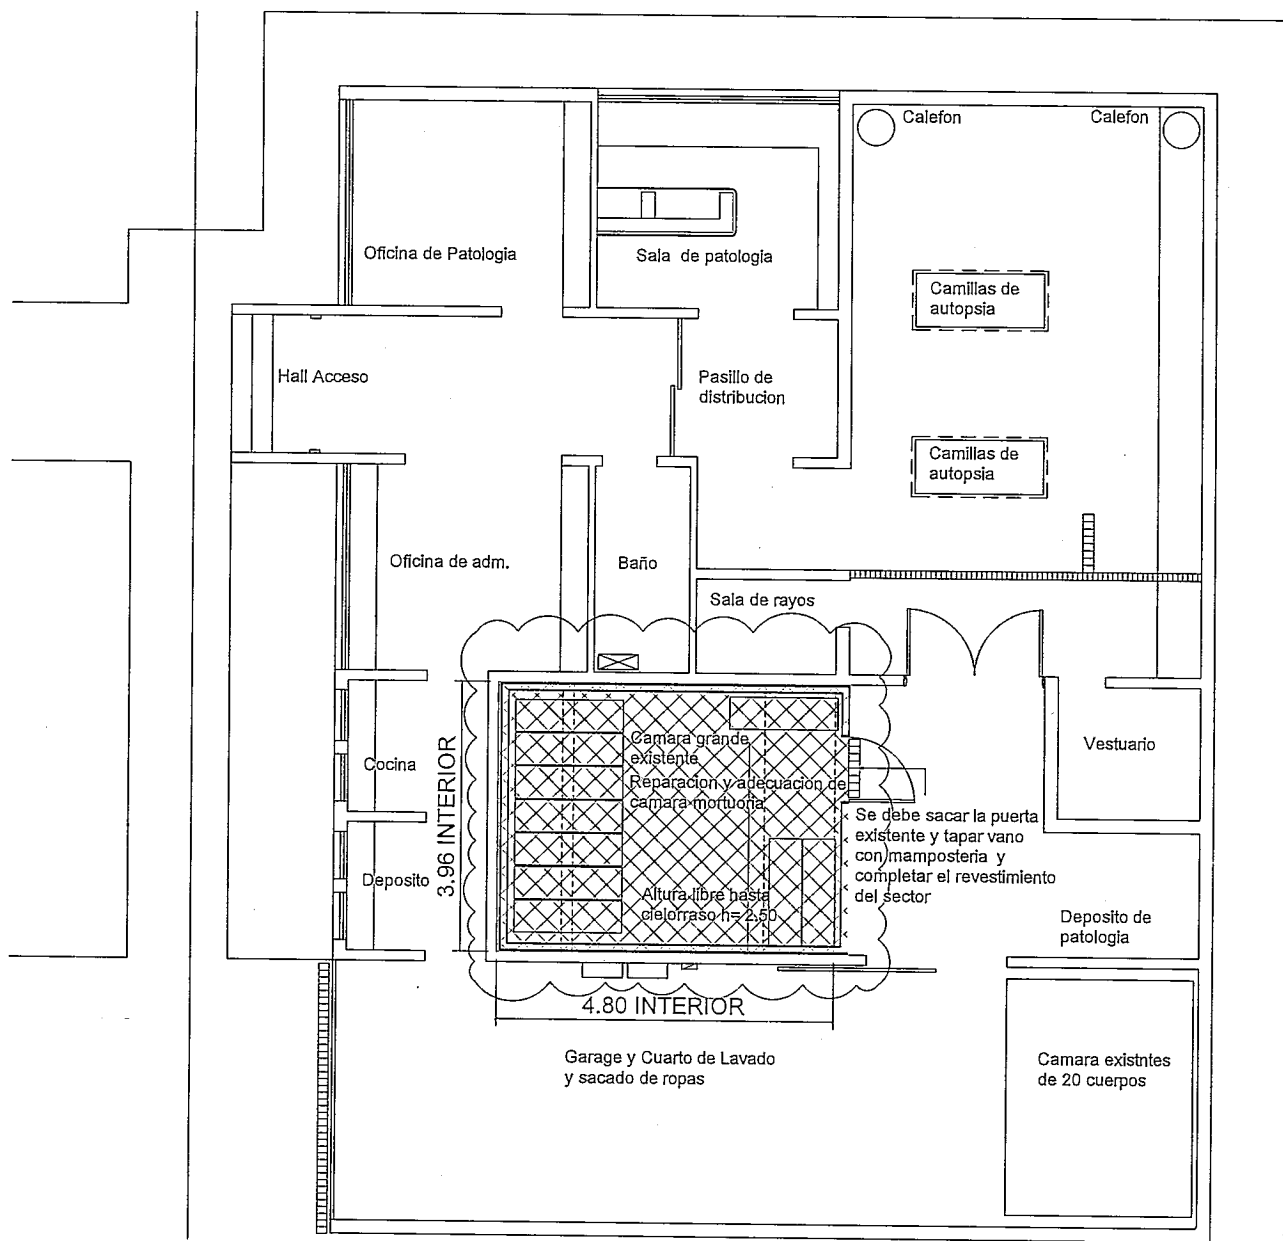 Calefon
Calefon
Oficina de Patologia
Sala de patologia
Camillas de
autopsia
Hall Acceso
Pasillo de
distribucion
Camillas de
autopsia
Oficina de adm.
Baño
Sala de rayos
Camara grande
existente
Reparacion y adecuacion de
camara mortuoria
Vestuario
Cocina
3.96 INTERIOR
Se debe sacar la puerta
existente y tapar vano
con mamposteria y
completar el revestimiento
del sector
Deposito
Altura libre hasta
cielorraso h= 2.50
Deposito de
patologia
4.80 INTERIOR
Garage y Cuarto de Lavado
y sacado de ropas
Camara existntes
de 20 cuerpos